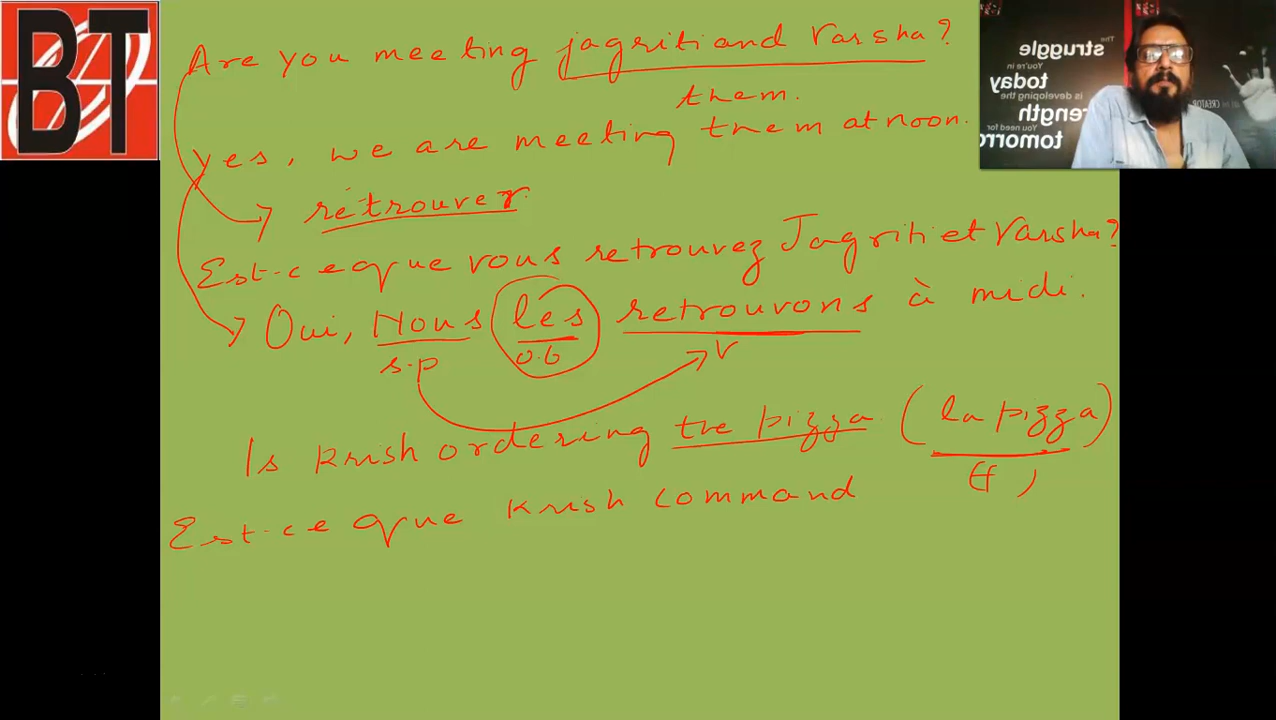 BT
Are you meeting Jagriti and Varsha?
them.
Yes, we are meeting them at noon.
retrouver
Est-ce que vous retrouvez Jagriti et Varsha?
Oui, Nous les retrouvons à midi.
s.p o.b v
Is Krish ordering the pizza (la pizza)
(f)
Est-ce que Krish command
The struggle
You're in
today
is developing the
strength
You need for
tomorro
CREATOR